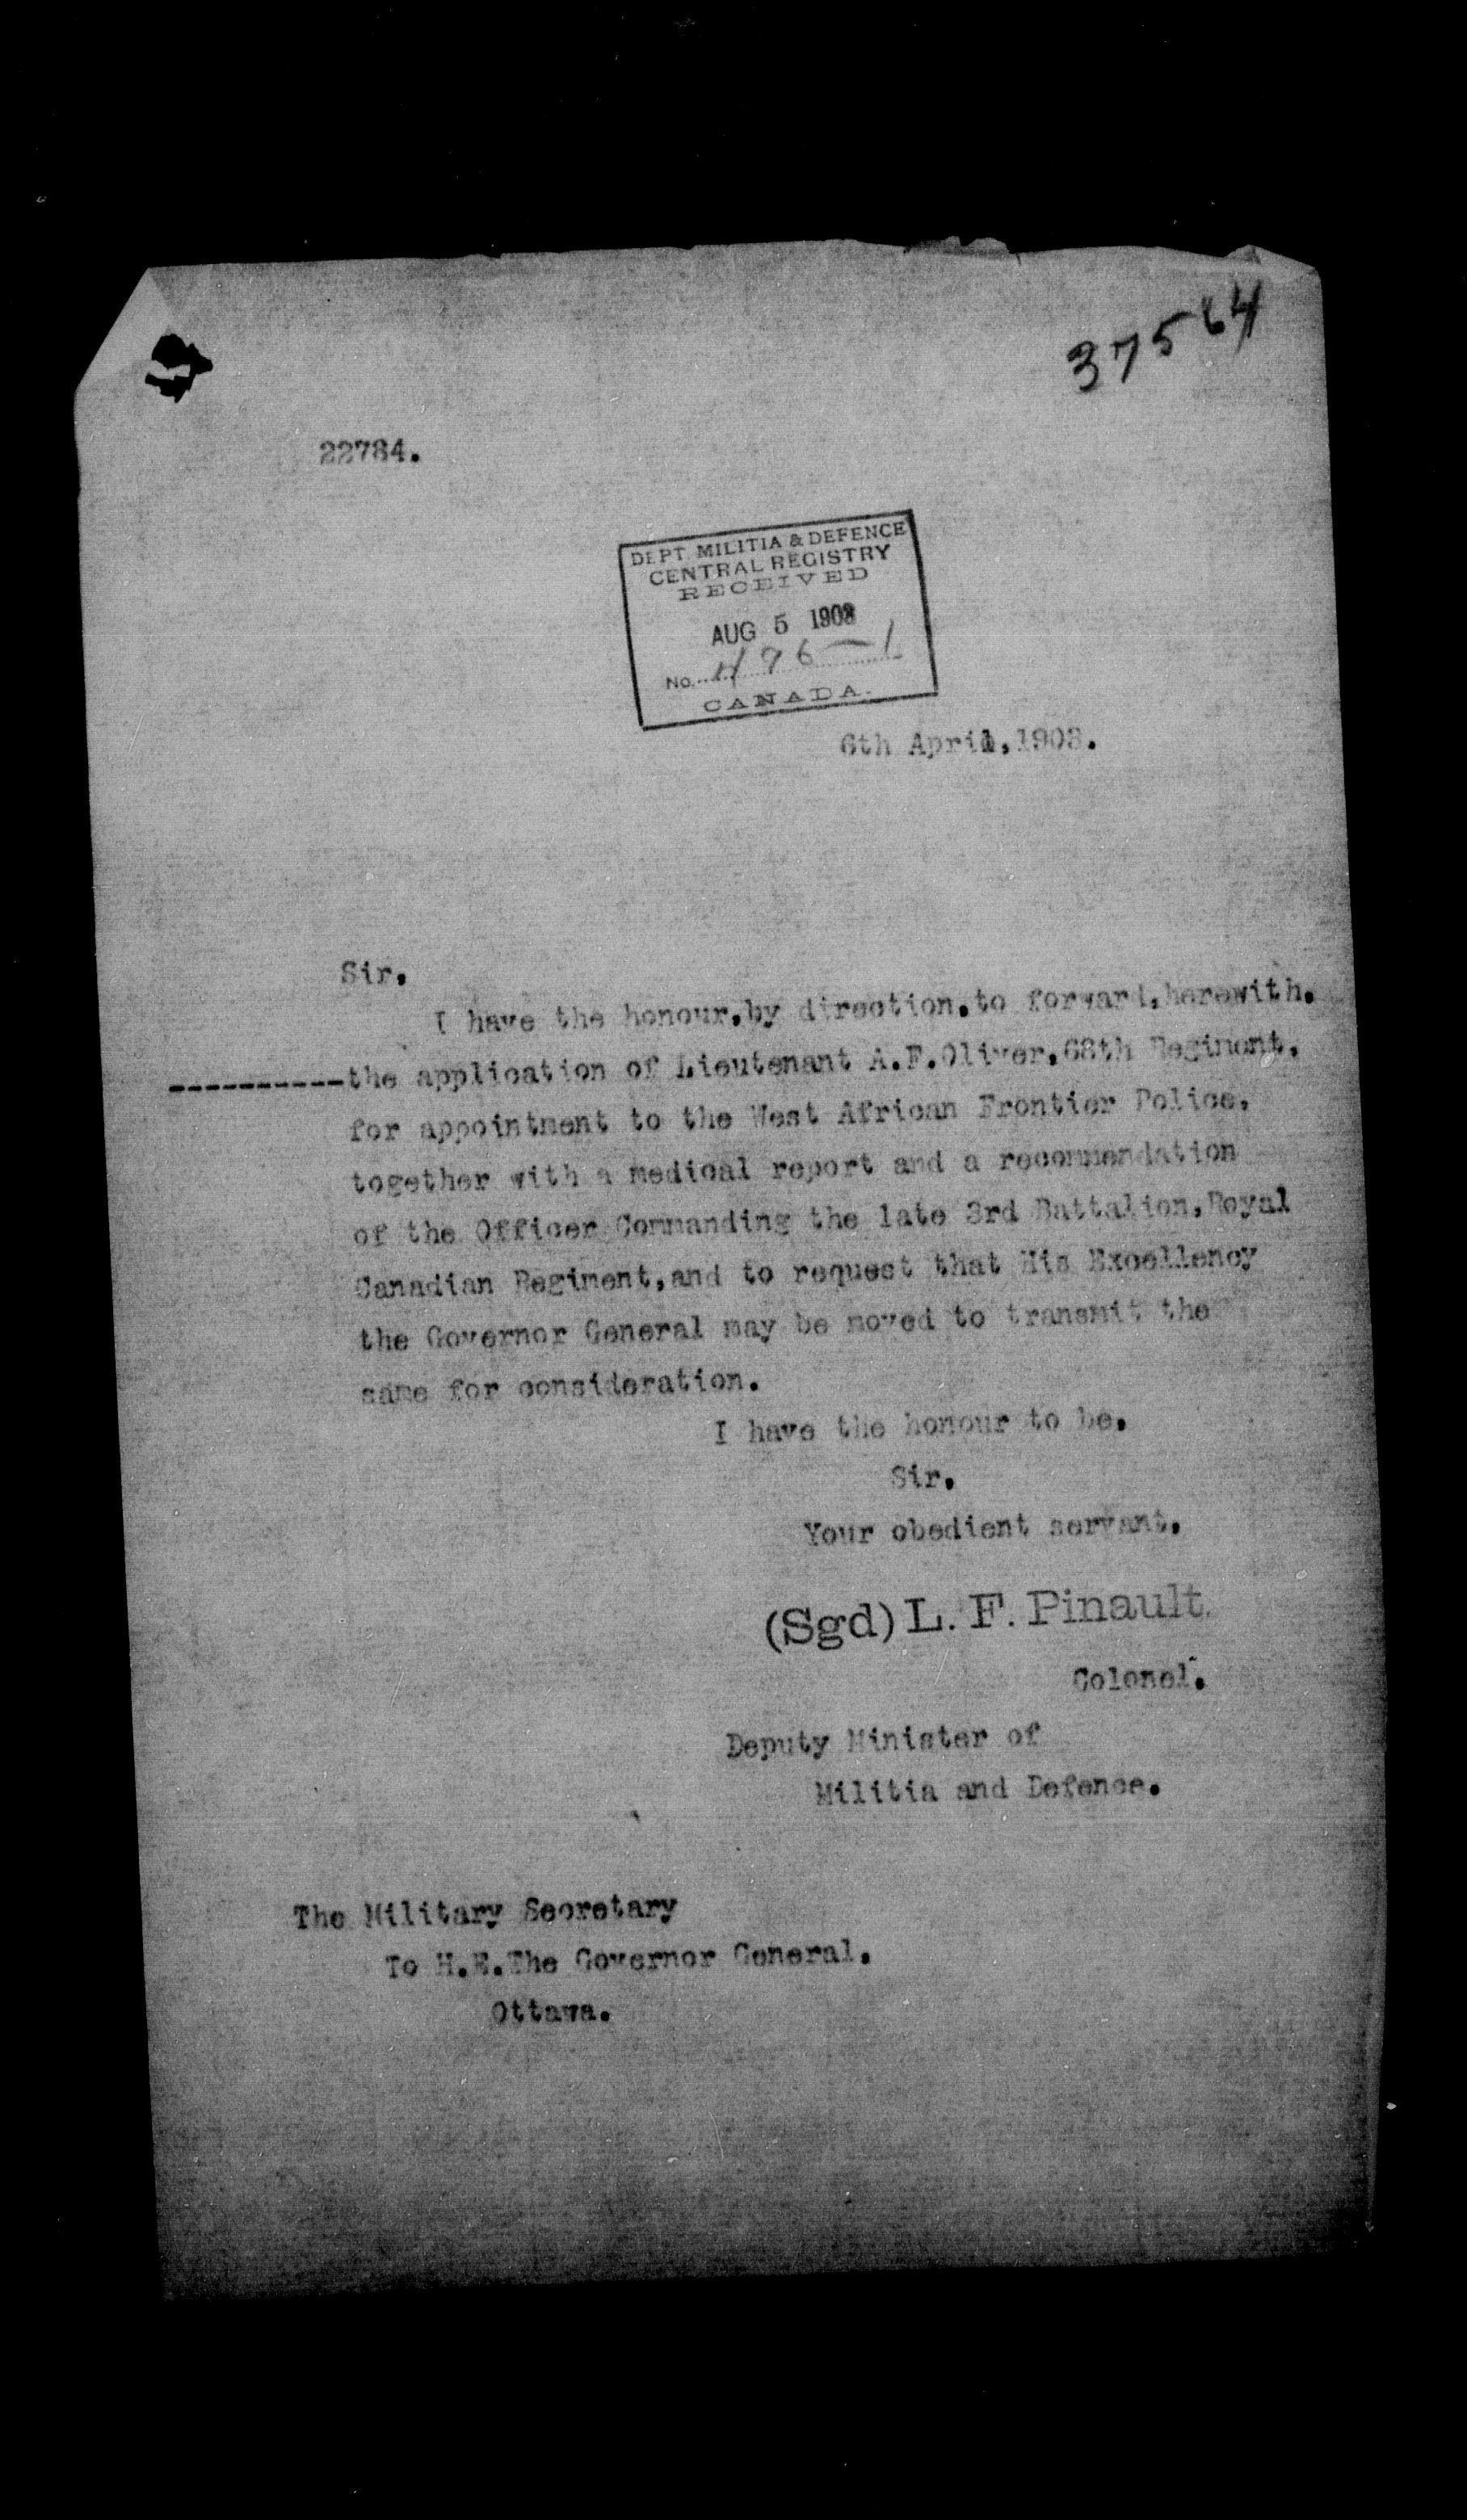 37564
22784.
DEPT. MILITIA & DEFENCE
CENTRAL REGISTRY
RECEIVED
AUG 5 1903
No. H 76-1
CANADA.
6th April,1903.
Sir,
I have the honour,by direction,to forward,herewith,
----------the application of Lieutenant A.F.Oliver,68th Regiment,
for appointment to the West African Frontier Police,
together with a medical report and a recommendation
of the Officer Commanding the late 3rd Battalion,Royal
Canadian Regiment,and to request that His Excellency
the Governor General may be moved to transmit the
same for consideration.
I have the honour to be,
Sir,
Your obedient servant,
(Sgd) L. F. Pinault.
Colonel.
Deputy Minister of
Militia and Defence.
The Military Secretary
To H.E.The Governor General,
Ottawa.